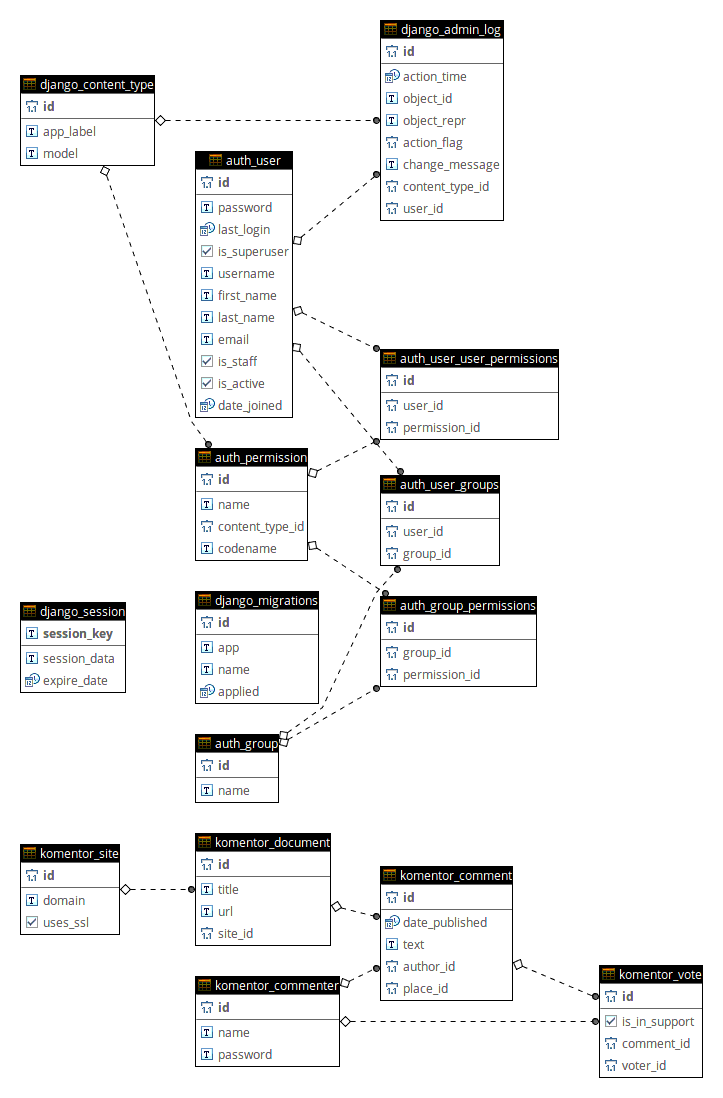 django_admin_log
id
action_time
object_id
object_repr
action_flag
change_message
content_type_id
user_id
django_content_type
id
app_label
model
auth_user
id
password
last_login
is_superuser
username
first_name
last_name
email
is_staff
is_active
date_joined
auth_user_user_permissions
id
user_id
permission_id
auth_permission
id
name
content_type_id
codename
auth_user_groups
id
user_id
group_id
django_session
session_key
session_data
expire_date
django_migrations
id
app
name
applied
auth_group_permissions
id
group_id
permission_id
auth_group
id
name
komentor_site
id
domain
uses_ssl
komentor_document
id
title
url
site_id
komentor_comment
id
date_published
text
author_id
place_id
komentor_commenter
id
name
password
komentor_vote
id
is_in_support
comment_id
voter_id